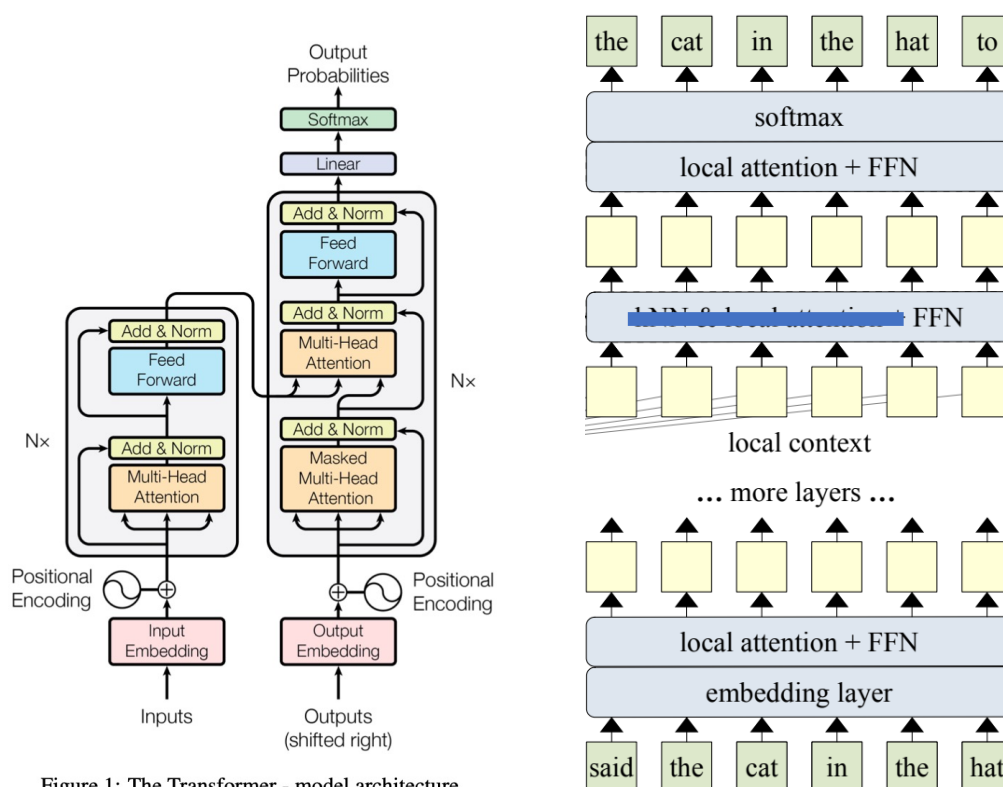 Output
Probabilities
Softmax
Linear
Add & Norm
Feed
Forward
Add & Norm
Multi-Head
Attention
Add & Norm
Masked
Multi-Head
Attention
Nx
Add & Norm
Feed
Forward
Nx
Add & Norm
Multi-Head
Attention
Positional
Encoding
Positional
Encoding
Input
Embedding
Output
Embedding
Inputs
Outputs
(shifted right)
Figure 1: The Transformer - model architecture
the cat in the hat to
softmax
local attention + FFN
FFN
local context
... more layers ...
local attention + FFN
embedding layer
said the cat in the hat